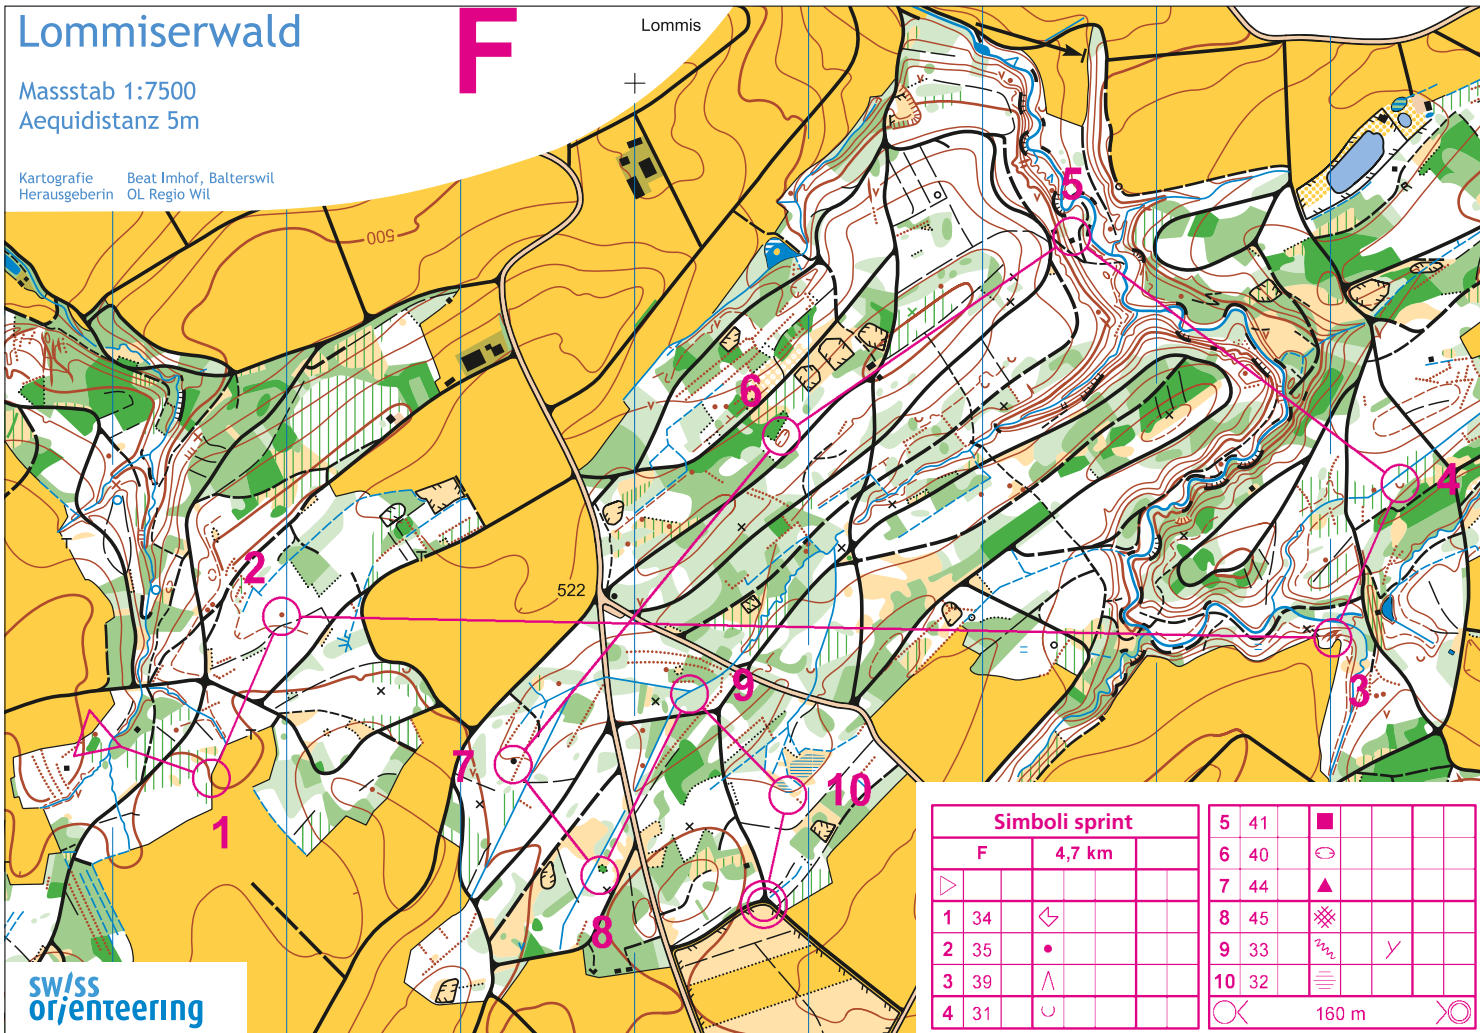 Lommiserwald
F
Lommis
Massstab 1:7500
Aequidistanz 5m
Kartografie Beat Imhof, Balterswil
Herausgeberin OL Regio Wil
500
522
1
2
3
4
5
6
7
8
9
10
Simboli sprint
F 4,7 km
1 34
2 35
3 39
4 31
5 41
6 40
7 44
8 45
9 33
10 32
160 m
swiss
orienteering